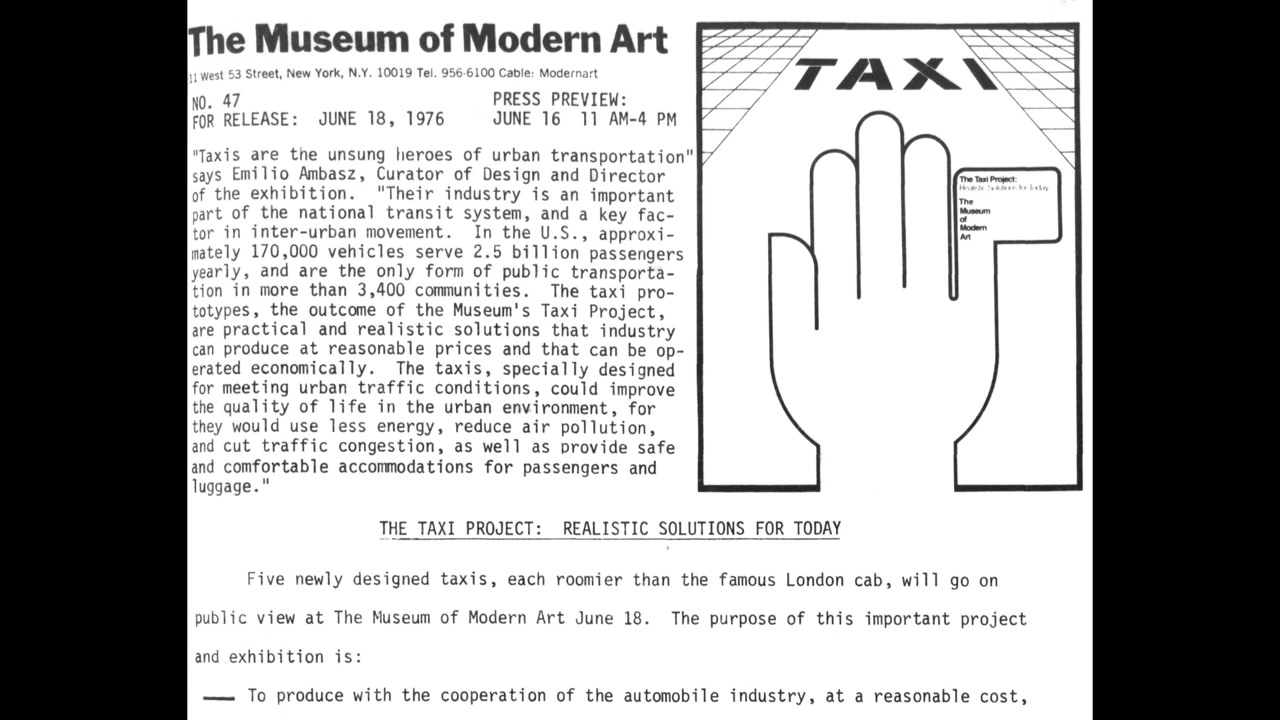 The Museum of Modern Art
11 West 53 Street, New York, N.Y. 10019 Tel. 956-6100 Cable: Modernart
NO. 47
FOR RELEASE: JUNE 18, 1976
PRESS PREVIEW:
JUNE 16 11 AM-4 PM
"Taxis are the unsung heroes of urban transportation"
says Emilio Ambasz, Curator of Design and Director
of the exhibition. "Their industry is an important
part of the national transit system, and a key fac-
tor in inter-urban movement. In the U.S., approxi-
mately 170,000 vehicles serve 2.5 billion passengers
yearly, and are the only form of public transporta-
tion in more than 3,400 communities. The taxi pro-
totypes, the outcome of the Museum's Taxi Project,
are practical and realistic solutions that industry
can produce at reasonable prices and that can be op-
erated economically. The taxis, specially designed
for meeting urban traffic conditions, could improve
the quality of life in the urban environment, for
they would use less energy, reduce air pollution,
and cut traffic congestion, as well as provide safe
and comfortable accommodations for passengers and
luggage."
TAXI
The Taxi Project:
Realistic Solutions for Today
The
Museum
of
Modern
Art
THE TAXI PROJECT: REALISTIC SOLUTIONS FOR TODAY
Five newly designed taxis, each roomier than the famous London cab, will go on
public view at The Museum of Modern Art June 18. The purpose of this important project
and exhibition is:
— To produce with the cooperation of the automobile industry, at a reasonable cost,